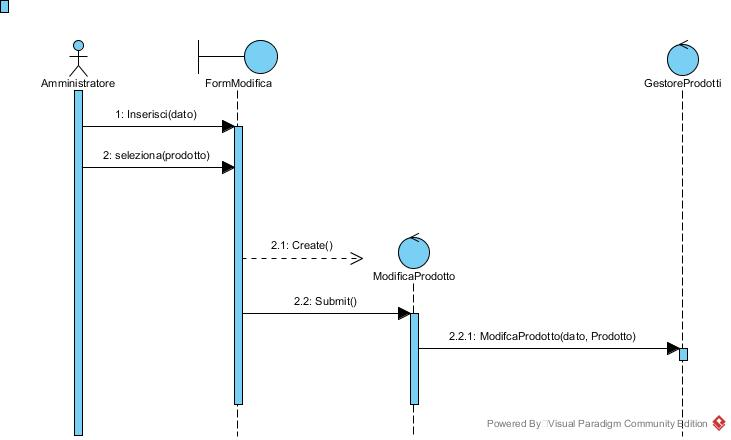 Amministratore
FormModifica
GestoreProdotti
1: Inserisci(dato)
2: seleziona(prodotto)
2.1: Create()
ModificaProdotto
2.2: Submit()
2.2.1: ModifcaProdotto(dato, Prodotto)
Powered By Visual Paradigm Community Edition